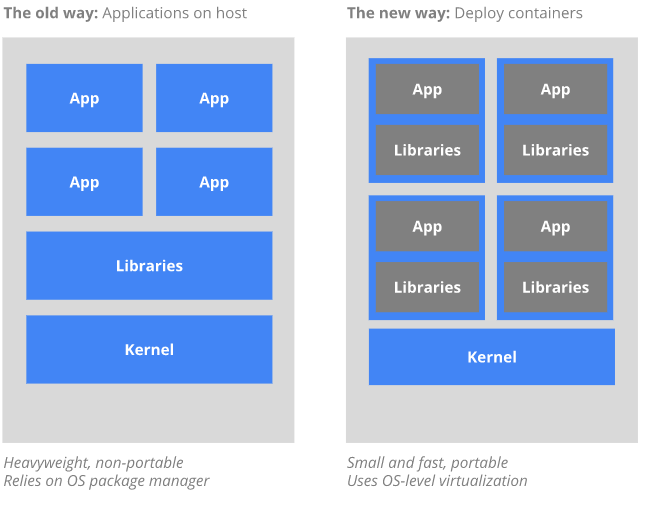 The old way: Applications on host
App
App
App
App
Libraries
Kernel
Heavyweight, non-portable
Relies on OS package manager
The new way: Deploy containers
App
Libraries
App
Libraries
App
Libraries
App
Libraries
Kernel
Small and fast, portable
Uses OS-level virtualization